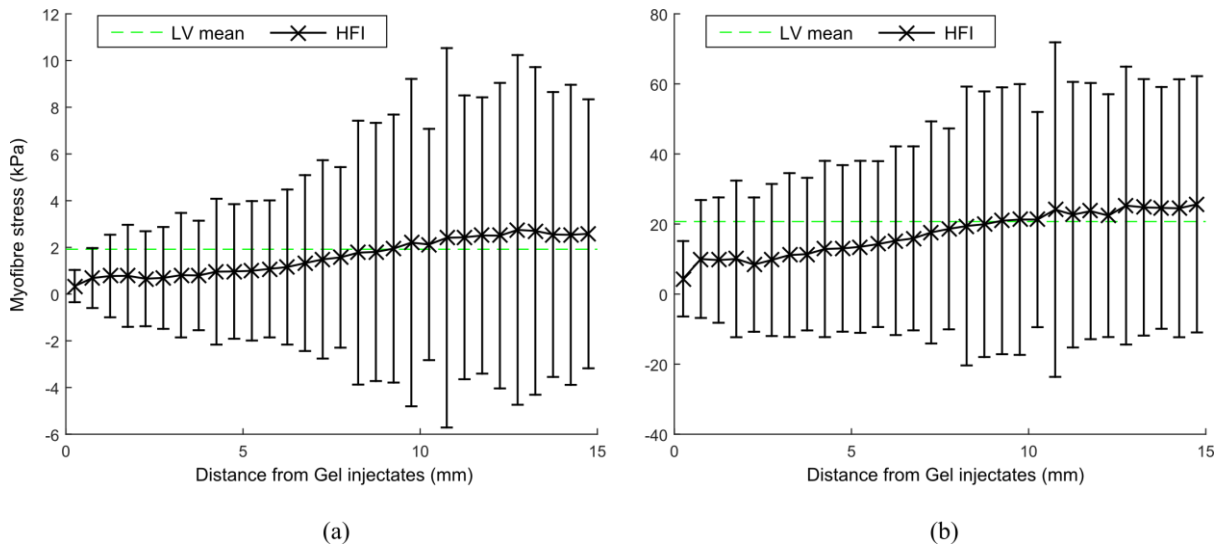 LV mean HFI
Myofibre stress (kPa)
12
10
8
6
4
2
0
-2
-4
-6
0 5 10 15
Distance from Gel injectates (mm)
(a)
LV mean HFI
80
60
40
20
0
-20
-40
0 5 10 15
Distance from Gel injectates (mm)
(b)